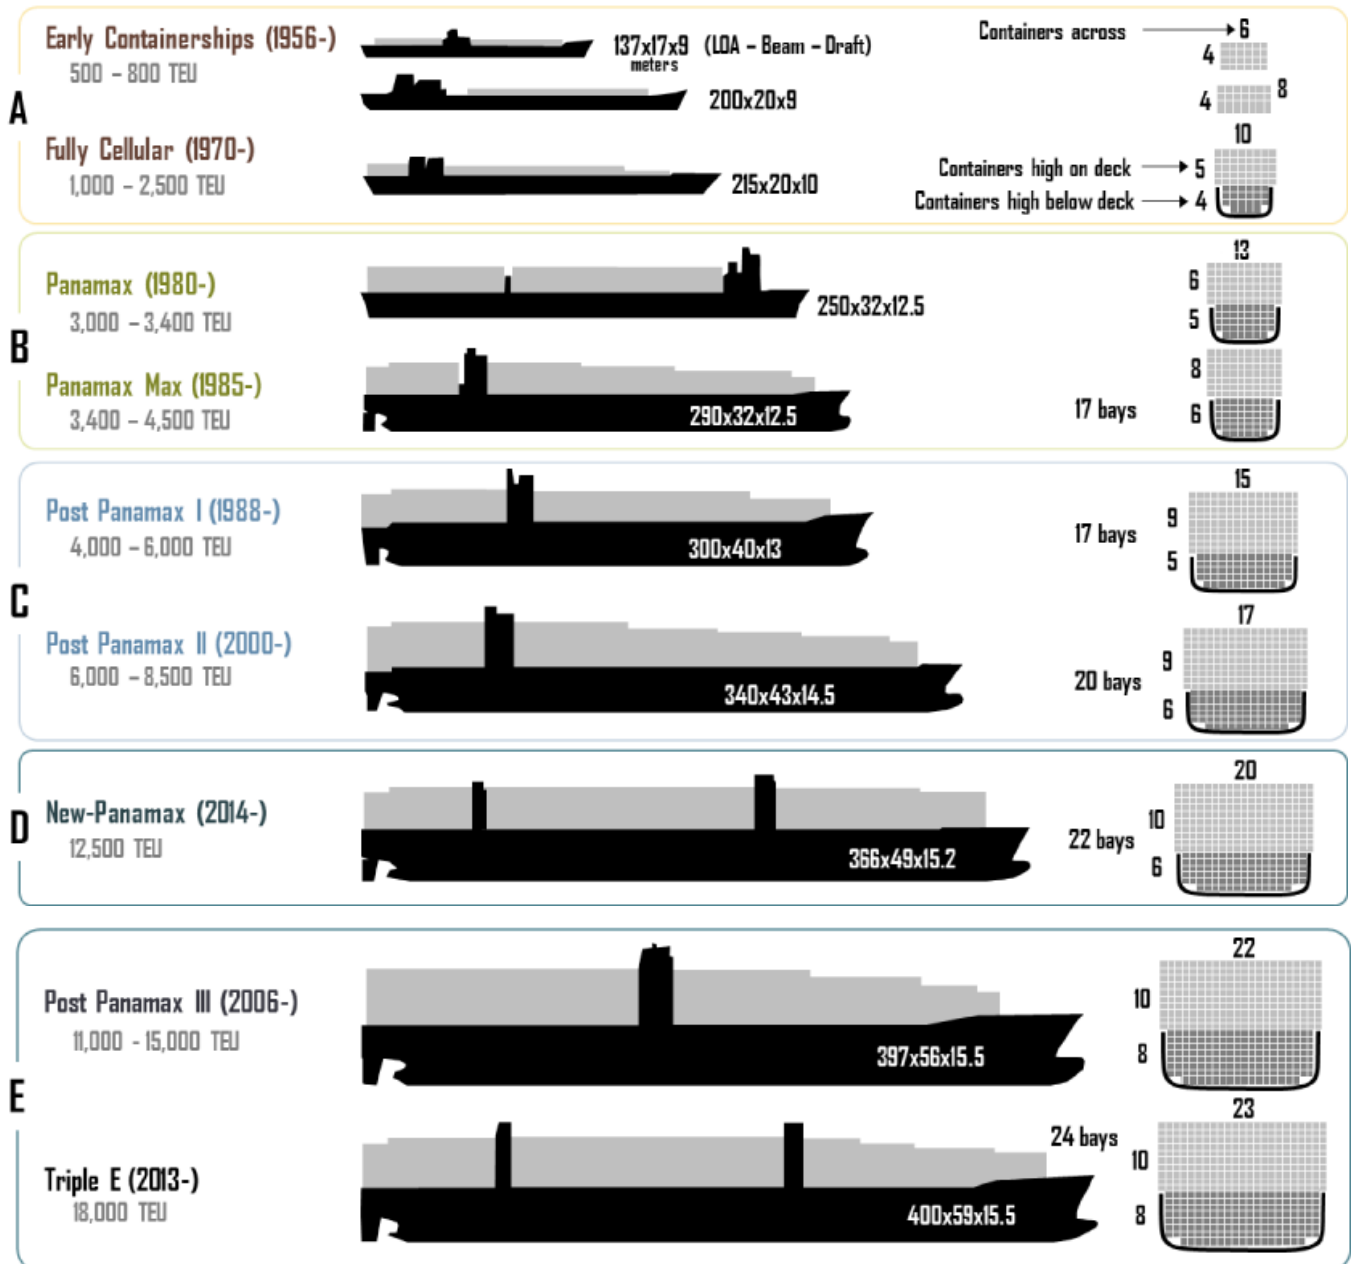 A
Early Containerships (1956-)
500 – 800 TEU
137x17x9 (LOA – Beam – Draft)
meters
200x20x9
Containers across
6
4
4
8
Fully Cellular (1970-)
1,000 – 2,500 TEU
215x20x10
10
Containers high on deck
5
Containers high below deck
4
B
Panamax (1980-)
3,000 – 3,400 TEU
250x32x12.5
13
6
5
Panamax Max (1985-)
3,400 – 4,500 TEU
290x32x12.5
17 bays
8
6
C
Post Panamax I (1988-)
4,000 – 6,000 TEU
300x40x13
17 bays
15
9
5
Post Panamax II (2000-)
6,000 – 8,500 TEU
340x43x14.5
20 bays
17
9
6
D
New-Panamax (2014-)
12,500 TEU
366x49x15.2
22 bays
20
10
6
E
Post Panamax III (2006-)
11,000 - 15,000 TEU
397x56x15.5
22
10
8
Triple E (2013-)
18,000 TEU
400x59x15.5
24 bays
23
10
8